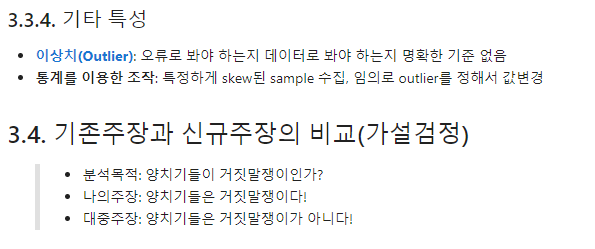 3.3.4. 기타 특성
이상치(Outlier): 오류로 봐야 하는지 데이터로 봐야 하는지 명확한 기준 없음
통계를 이용한 조작: 특정하게 skew된 sample 수집, 임의로 outlier를 정해서 값변경
3.4. 기존주장과 신규주장의 비교(가설검정)
분석목적: 양치기들이 거짓말쟁이인가?
나의주장: 양치기들은 거짓말쟁이다!
대중주장: 양치기들은 거짓말쟁이가 아니다!